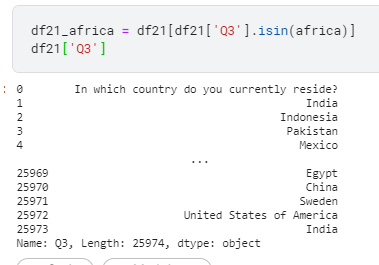 df21_africa = df21[df21['Q3'].isin(africa)]
df21['Q3']
0 In which country do you currently reside?
1 India
2 Indonesia
3 Pakistan
4 Mexico
...
25969 Egypt
25970 China
25971 Sweden
25972 United States of America
25973 India
Name: Q3, Length: 25974, dtype: object